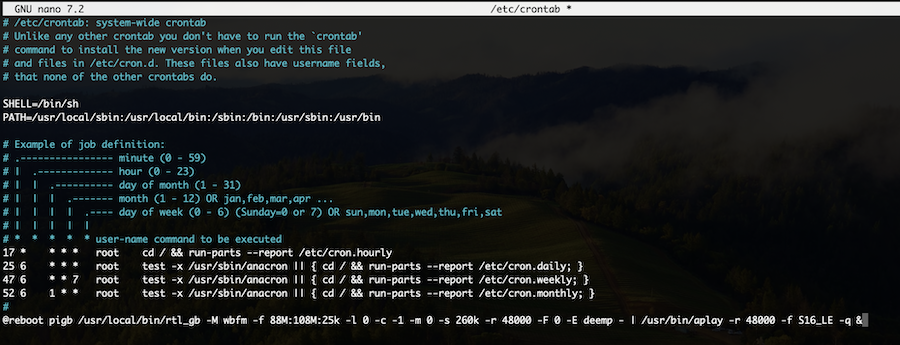 GNU nano 7.2 /etc/crontab *
# /etc/crontab: system-wide crontab
# Unlike any other crontab you don't have to run the `crontab'
# command to install the new version when you edit this file
# and files in /etc/cron.d. These files also have username fields,
# that none of the other crontabs do.

SHELL=/bin/sh
PATH=/usr/local/sbin:/usr/local/bin:/sbin:/bin:/usr/sbin:/usr/bin

# Example of job definition:
# .---------------- minute (0 - 59)
# | .------------- hour (0 - 23)
# | | .---------- day of month (1 - 31)
# | | | .------- month (1 - 12) OR jan,feb,mar,apr ...
# | | | | .---- day of week (0 - 6) (Sunday=0 or 7) OR sun,mon,tue,wed,thu,fri,sat
# | | | | |
# * * * * * user-name command to be executed
17 * * * * root cd / && run-parts --report /etc/cron.hourly
25 6 * * * root test -x /usr/sbin/anacron || { cd / && run-parts --report /etc/cron.daily; }
47 6 * * 7 root test -x /usr/sbin/anacron || { cd / && run-parts --report /etc/cron.weekly; }
52 6 1 * * root test -x /usr/sbin/anacron || { cd / && run-parts --report /etc/cron.monthly; }
#
@reboot pigb /usr/local/bin/rtl_gb -M wbfm -f 88M:108M:25k -l 0 -c -1 -m 0 -s 260k -r 48000 -F 0 -E deemp - | /usr/bin/aplay -r 48000 -f S16_LE -q &